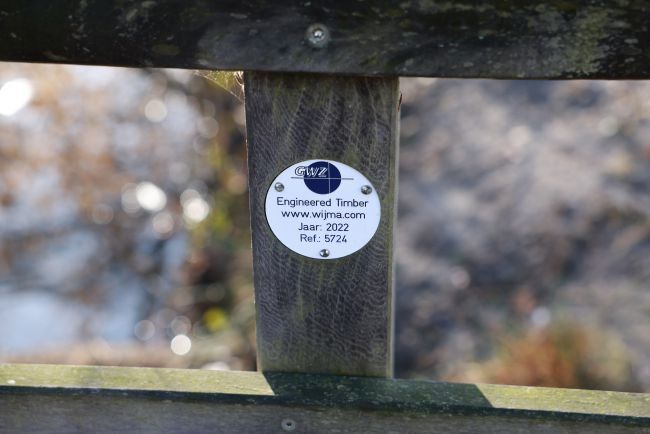 GWZ
Engineered Timber
www.wijma.com
Jaar: 2022
Ref.: 5724